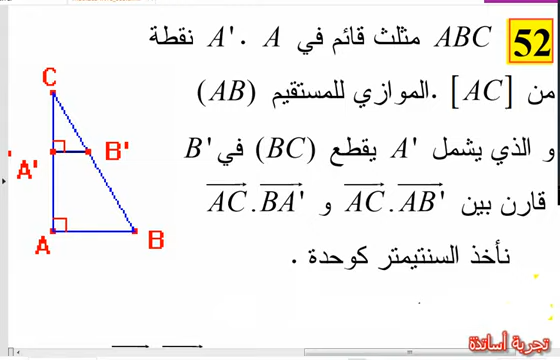 52
ABC مثلث قائم في A . A' نقطة
من [AC] . الموازي للمستقيم (AB)
و الذي يشمل A' يقطع (BC) في B'
قارن بين AC . AB' و AC . BA'
نأخذ السنتيمتر كوحدة .
C
A' B'
A B
تجربة أساتذة